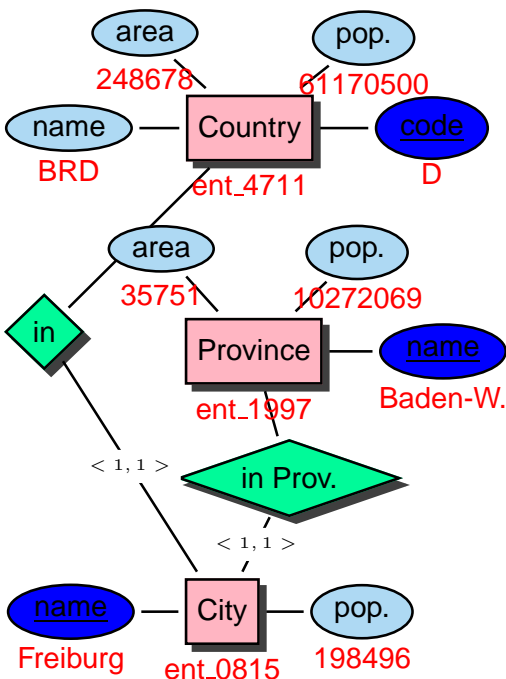 area
pop.
248678
61170500
name
Country
code
BRD
ent_4711
D
area
pop.
35751
10272069
in
Province
name
ent_1997
Baden-W.
< 1, 1 >
in Prov.
< 1, 1 >
name
City
pop.
Freiburg
ent_0815
198496